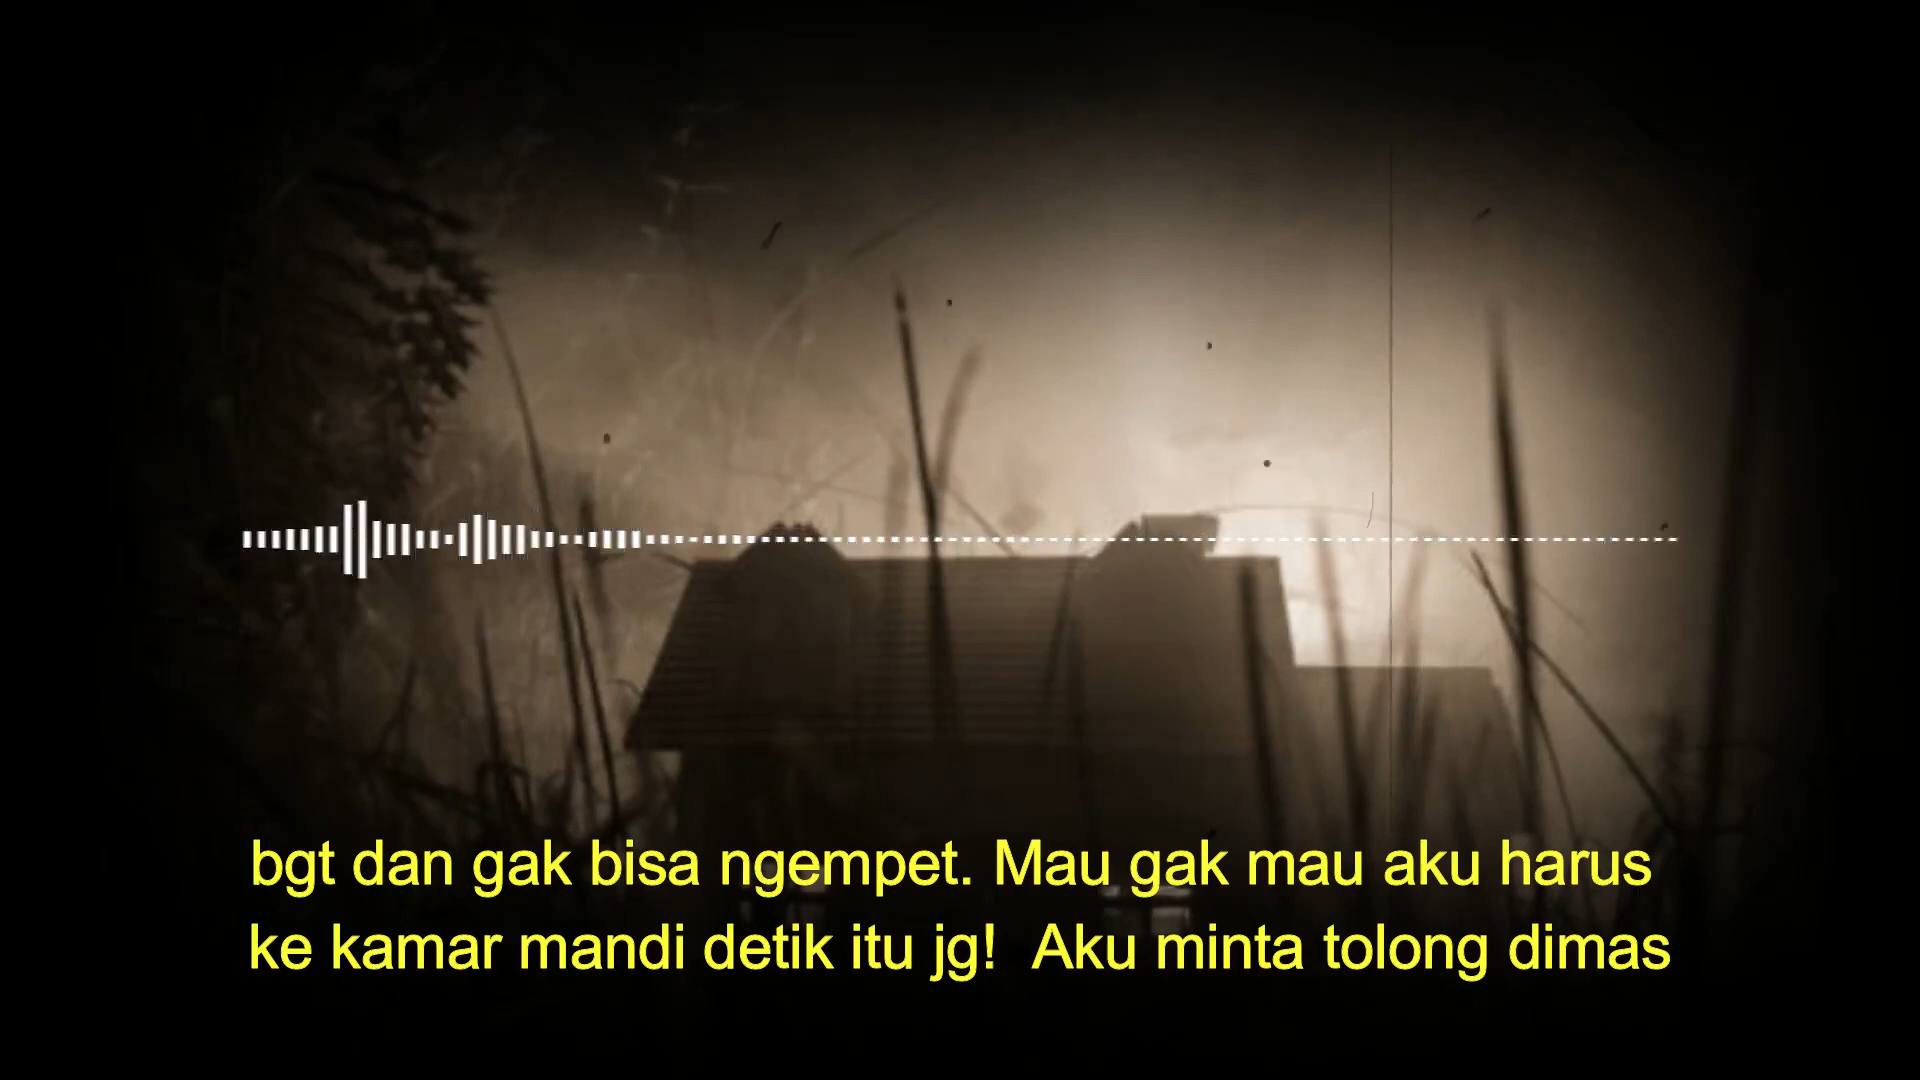 bgt dan gak bisa ngempet. Mau gak mau aku harus
ke kamar mandi detik itu jg!  Aku minta tolong dimas